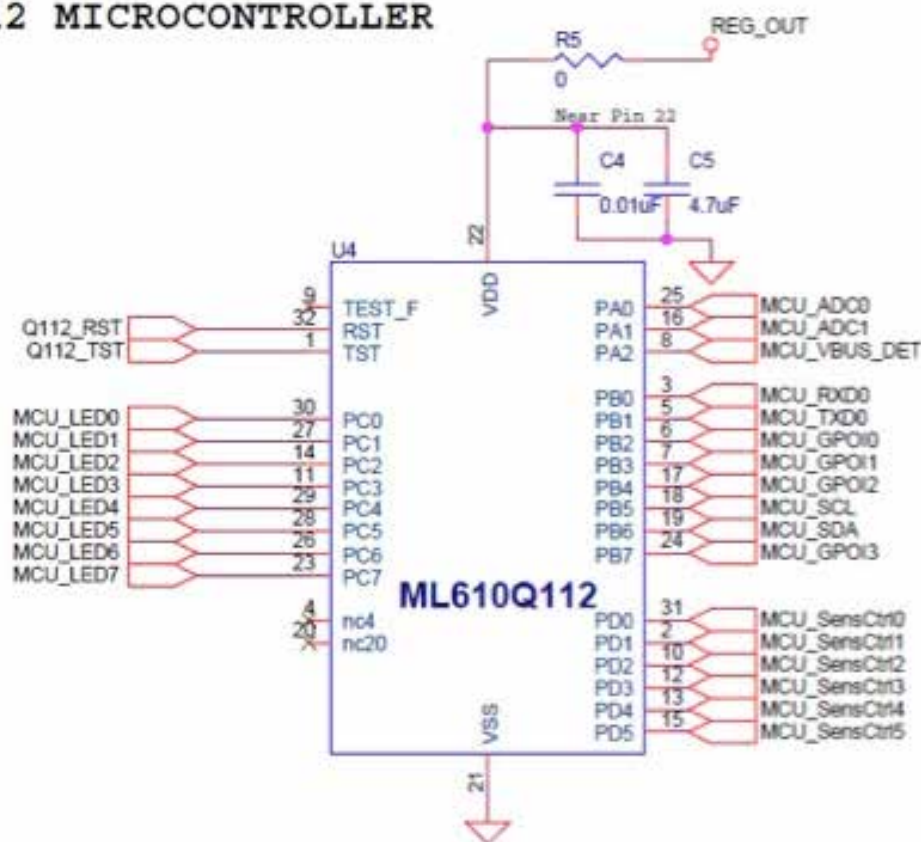 .2 MICROCONTROLLER
REG_OUT
R5
0
Near Pin 22
C4
C5
0.01uF
4.7uF
22
U4
VDD
9
TEST_F
32
RST
Q112_RST
1
TST
Q112_TST
30
PC0
MCU_LED0
27
PC1
MCU_LED1
14
PC2
MCU_LED2
11
PC3
MCU_LED3
29
PC4
MCU_LED4
28
PC5
MCU_LED5
26
PC6
MCU_LED6
23
PC7
MCU_LED7
4
nc4
20
nc20
PA0
25
MCU_ADC0
PA1
16
MCU_ADC1
PA2
8
MCU_VBUS_DET
PB0
3
MCU_RXD0
PB1
5
MCU_TXD0
PB2
6
MCU_GPOI0
PB3
7
MCU_GPOI1
PB4
17
MCU_GPOI2
PB5
18
MCU_SCL
PB6
19
MCU_SDA
PB7
24
MCU_GPOI3
ML610Q112
PD0
31
MCU_SensCtrl0
PD1
2
MCU_SensCtrl1
PD2
10
MCU_SensCtrl2
PD3
12
MCU_SensCtrl3
PD4
13
MCU_SensCtrl4
PD5
15
MCU_SensCtrl5
VSS
21